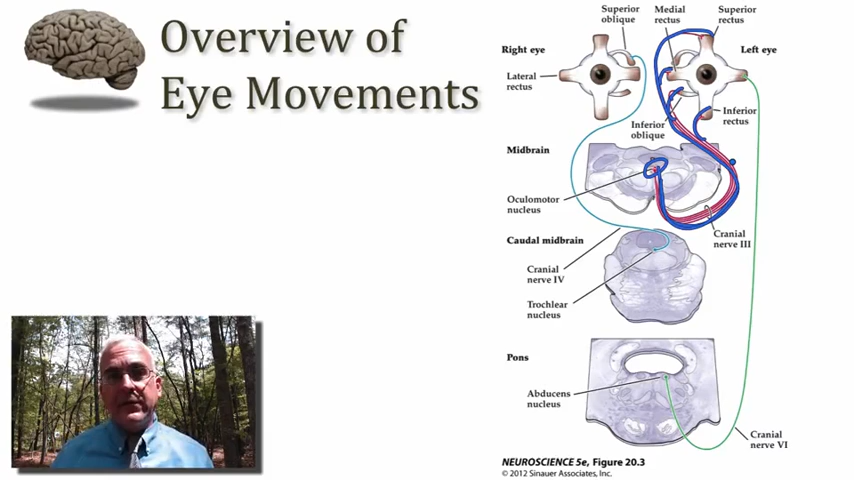 Overview of
Eye Movements
Superior
oblique
Medial
rectus
Superior
rectus
Right eye
Left eye
Lateral
rectus
Inferior
oblique
Inferior
rectus
Midbrain
Oculomotor
nucleus
Cranial
nerve III
Caudal midbrain
Cranial
nerve IV
Trochlear
nucleus
Pons
Abducens
nucleus
Cranial
nerve VI
NEUROSCIENCE 5e, Figure 20.3
© 2012 Sinauer Associates, Inc.